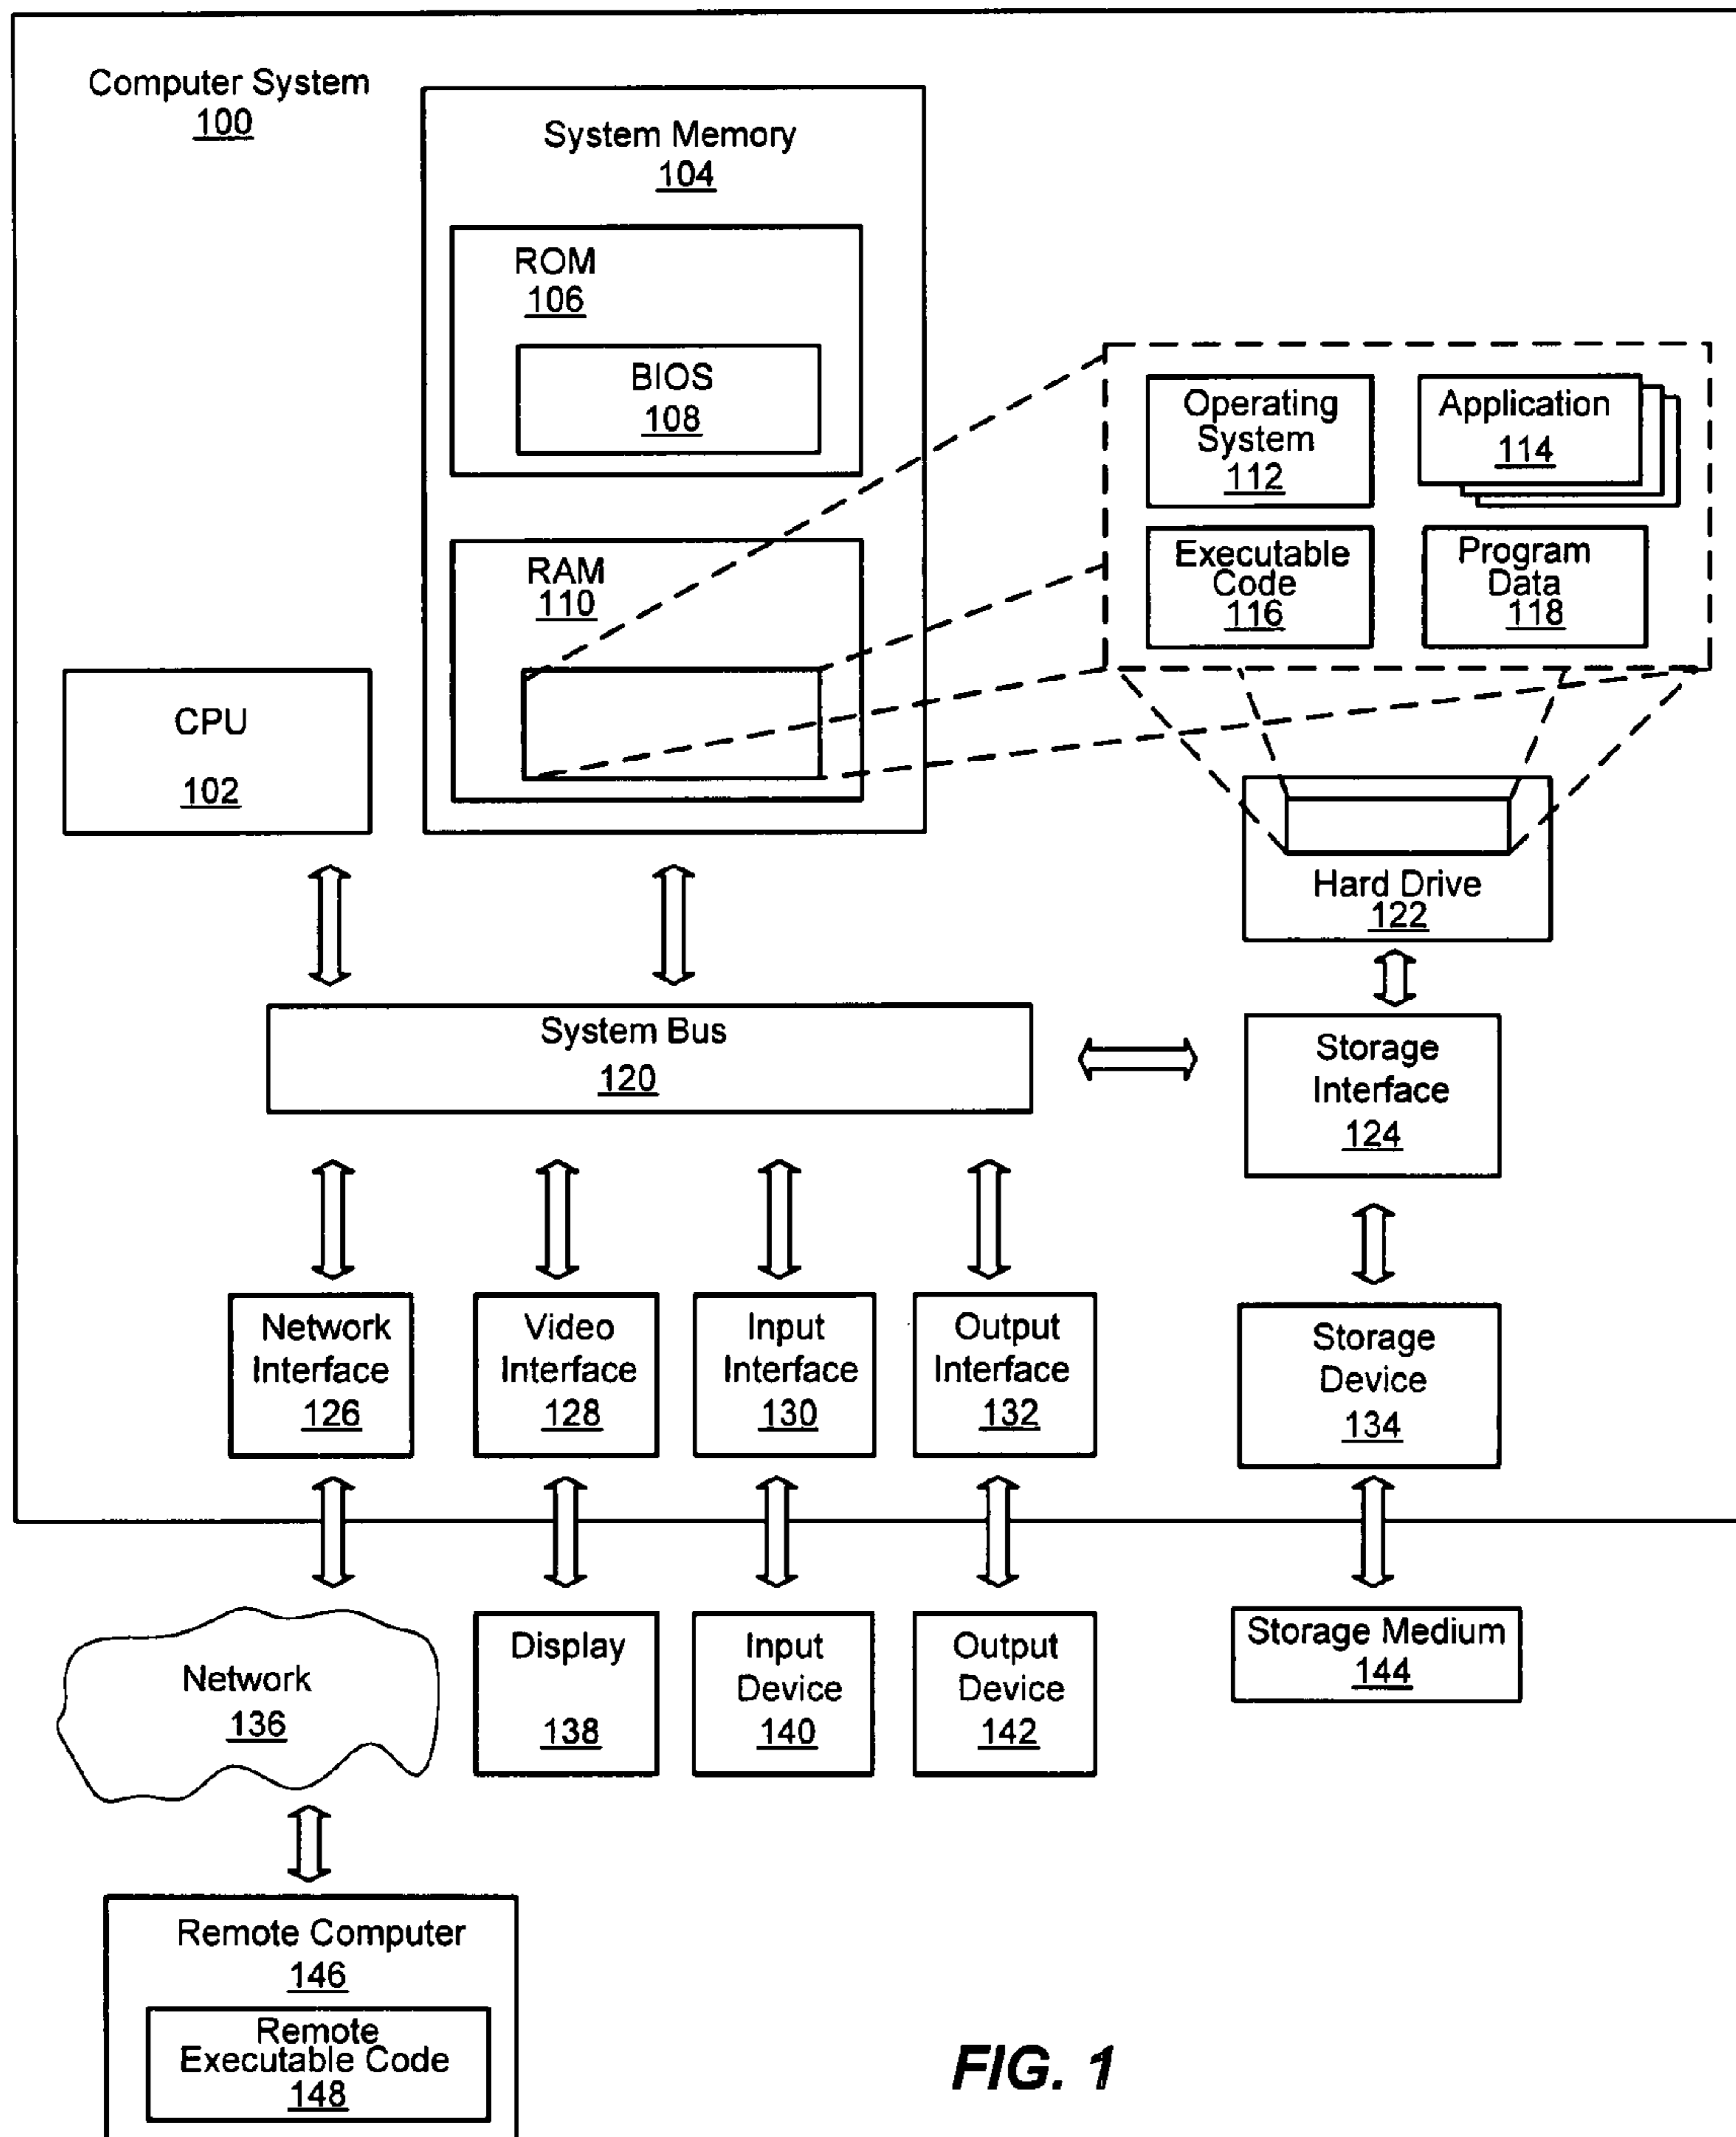 Computer System
100
System Memory
104
ROM
106
BIOS
108
RAM
110
Operating
System
112
Application
114
Executable
Code
116
Program
Data
118
CPU
102
Hard Drive
122
System Bus
120
Storage
Interface
124
Network
Interface
126
Video
Interface
128
Input
Interface
130
Output
Interface
132
Storage
Device
134
Network
136
Display
138
Input
Device
140
Output
Device
142
Storage Medium
144
Remote Computer
146
Remote
Executable Code
148
FIG. 1